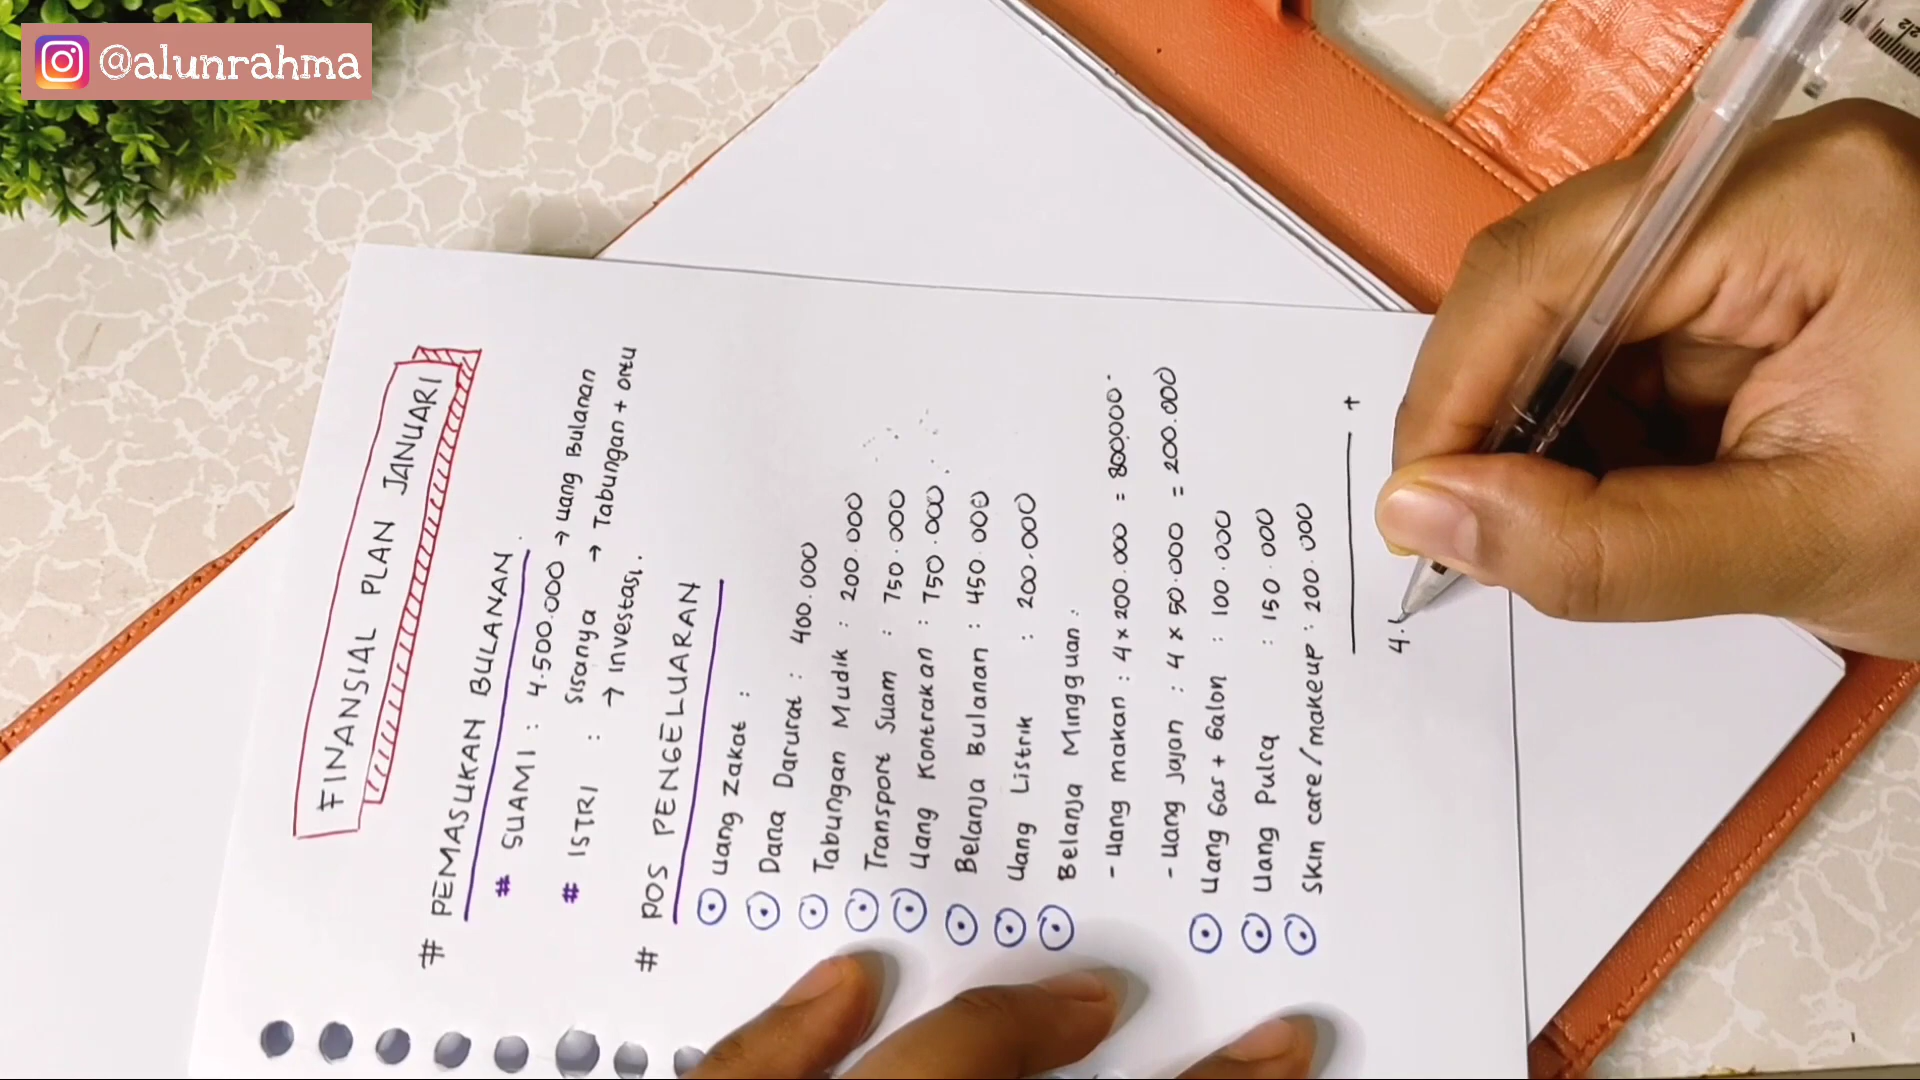 @alunrahma
FINANSIAL PLAN JANUARI
# PEMASUKAN BULANAN.
# SUAMI : 4.500.000 → uang Bulanan
# ISTRI : Sisanya → Tabungan + ortu
→ Investasi.
# POS PENGELUARAN
uang Zakat :
Dana Darurat : 400.000
Tabungan Mudik : 200.000
Transport Suami : 750.000
Uang Kontrakan : 750.000
Belanja Bulanan : 450.000
Uang Listrik : 200.000
Belanja Mingguan :
- Uang makan : 4 x 200.000 = 800.000
- Uang Jajan : 4 x 50.000 = 200.000
Uang Gas + Galon : 100.000
Uang Pulsa : 150.000
Skin care/makeup : 200.000
+
4.